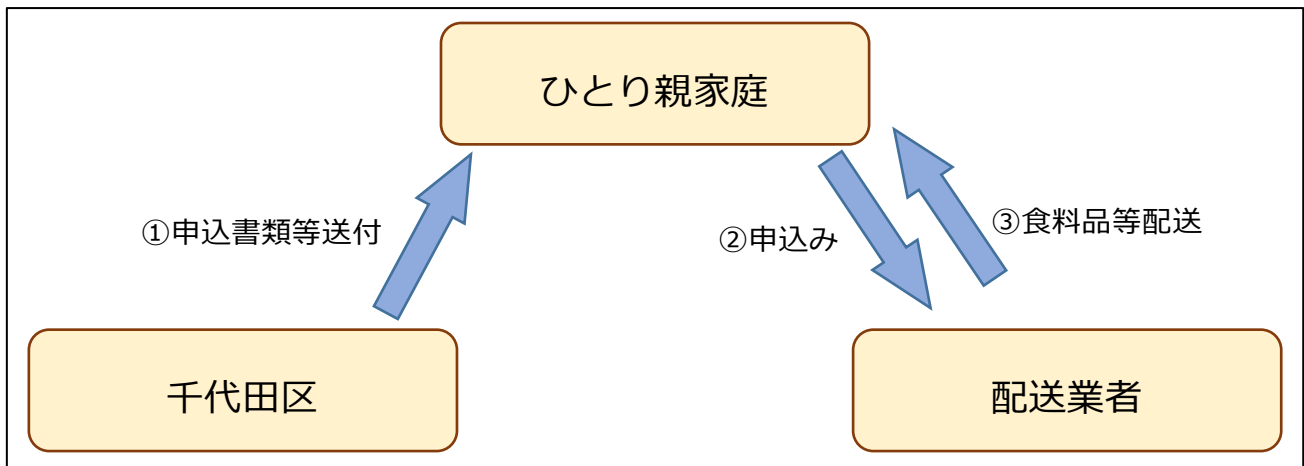 ひとり親家庭
①申込書類等送付
②申込み
③食料品等配送
千代田区
配送業者